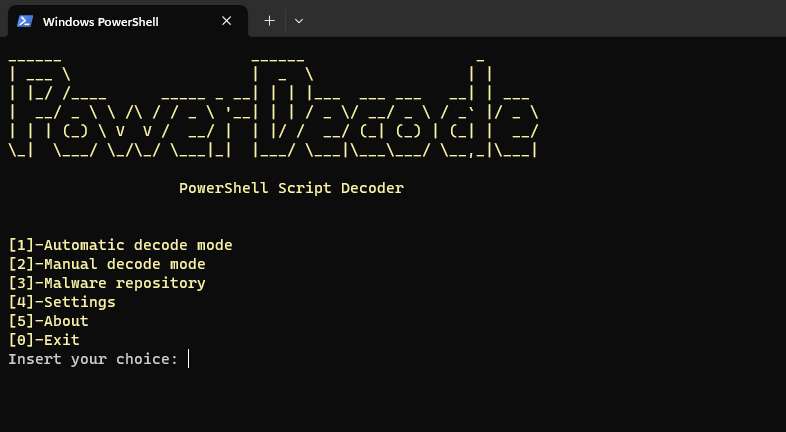 Windows PowerShell
PowerDecode
PowerShell Script Decoder
[1]-Automatic decode mode
[2]-Manual decode mode
[3]-Malware repository
[4]-Settings
[5]-About
[0]-Exit
Insert your choice: